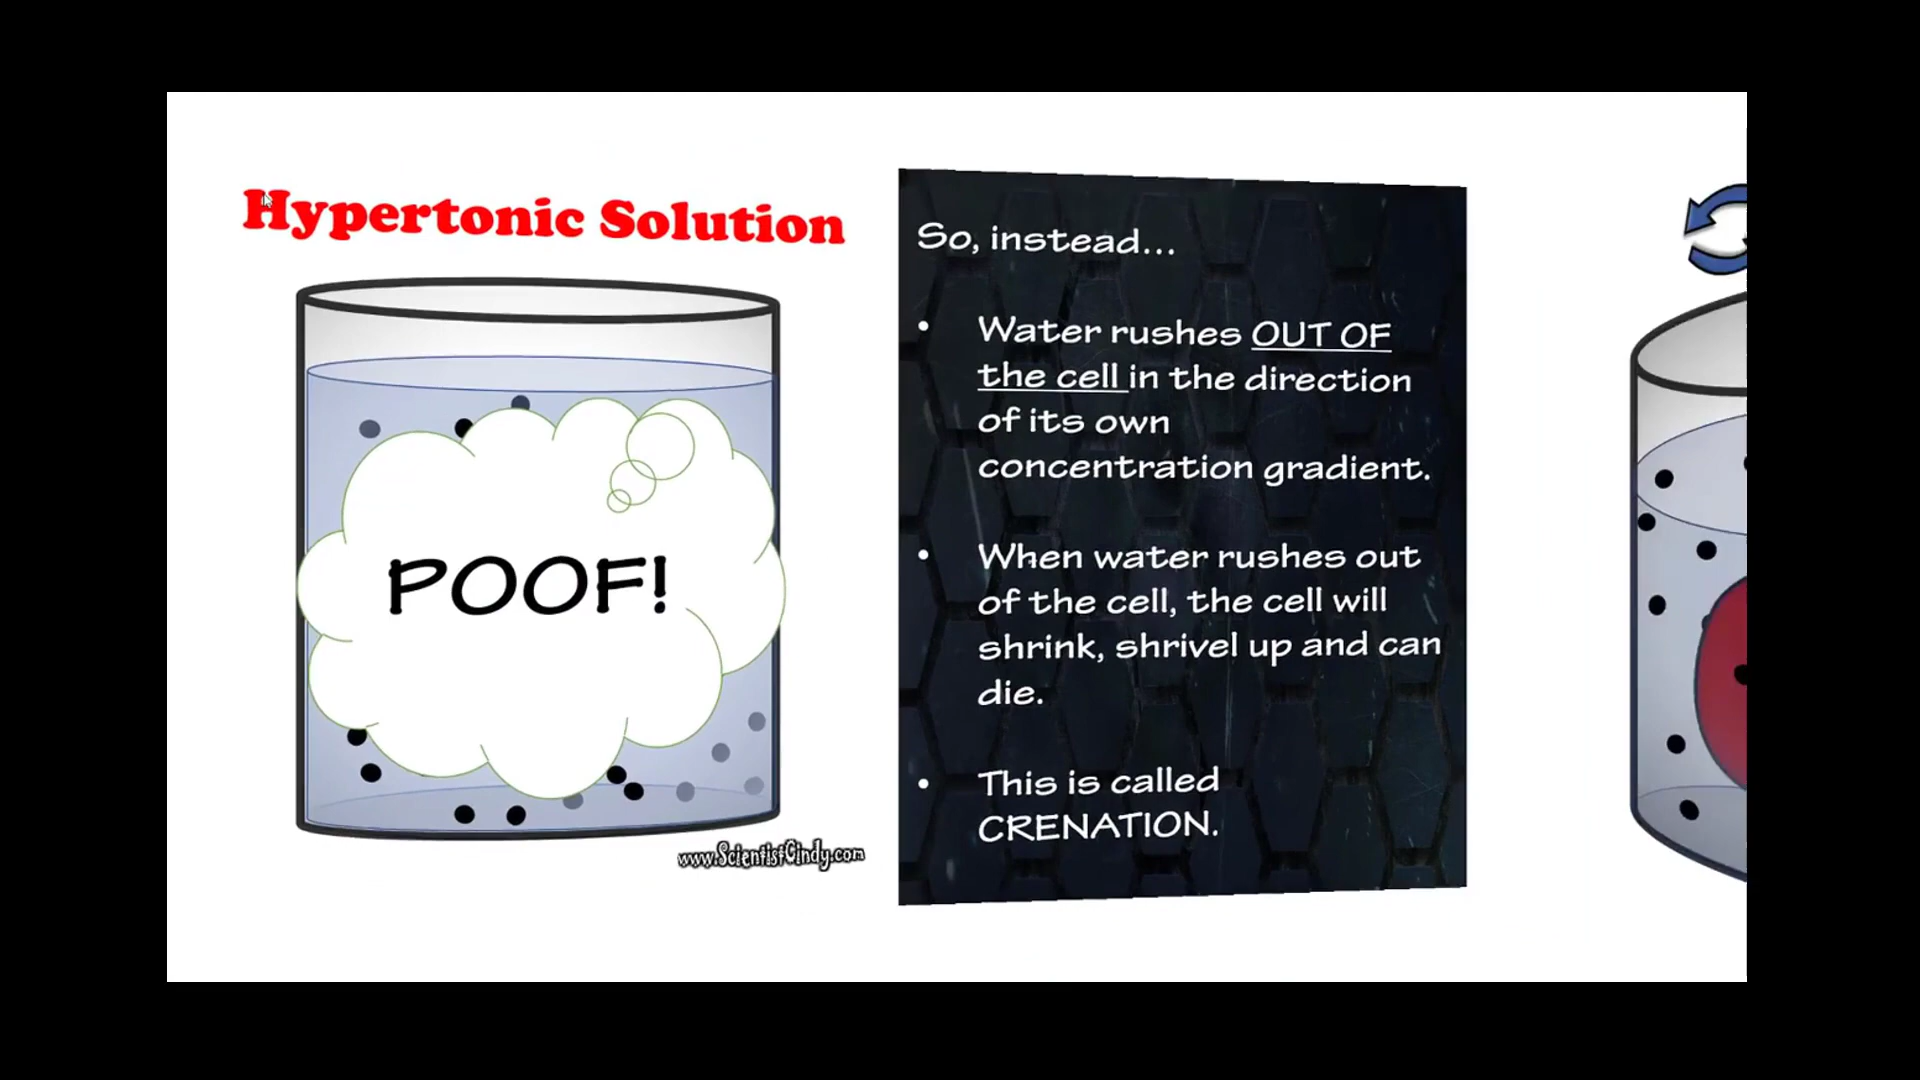 Hypertonic Solution
POOF!
www.ScientistCindy.com
So, instead...
• Water rushes OUT OF
the cell in the direction
of its own
concentration gradient.
• When water rushes out
of the cell, the cell will
shrink, shrivel up and can
die.
• This is called
CRENATION.